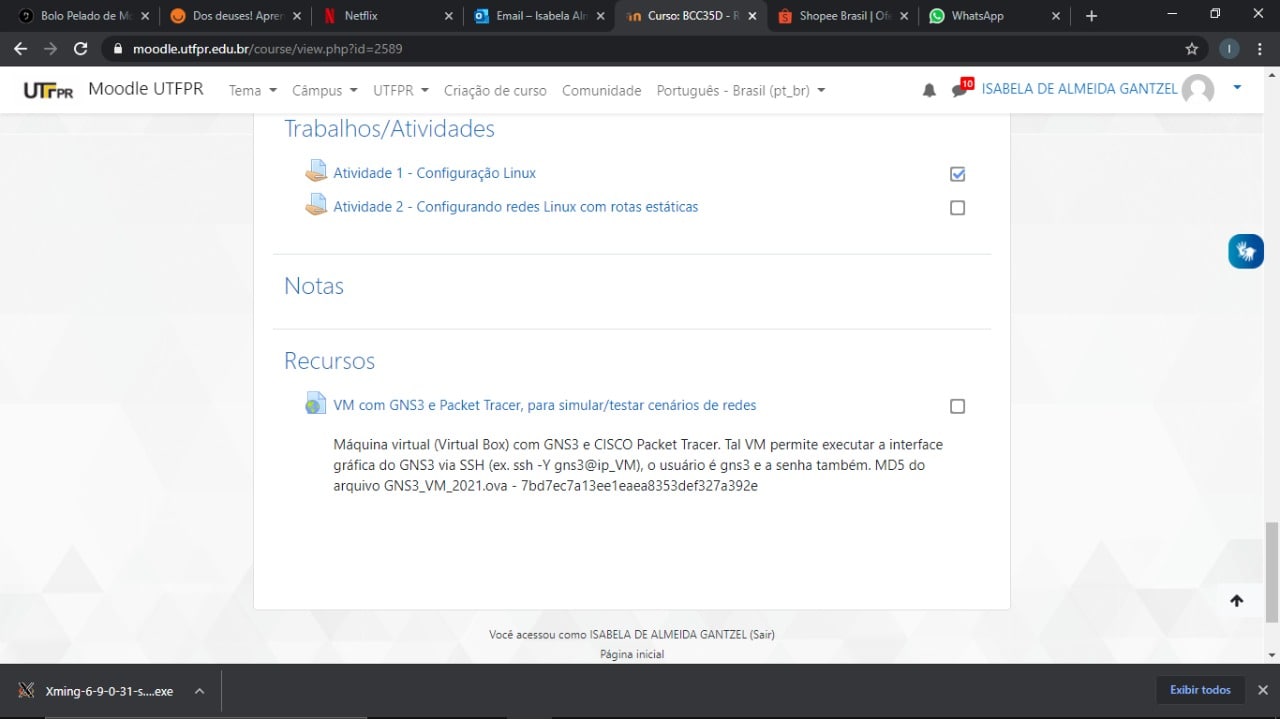 Bolo Pelado de Mo
Dos deuses! Apren
Netflix
Email – Isabela Alm
Curso: BCC35D - R
Shopee Brasil | Ofe
WhatsApp
moodle.utfpr.edu.br/course/view.php?id=2589
I
UTFPR
Moodle UTFPR
Tema
Câmpus
UTFPR
Criação de curso
Comunidade
Português - Brasil (pt_br)
10
ISABELA DE ALMEIDA GANTZEL
Trabalhos/Atividades
Atividade 1 - Configuração Linux
Atividade 2 - Configurando redes Linux com rotas estáticas
Notas
Recursos
VM com GNS3 e Packet Tracer, para simular/testar cenários de redes
Máquina virtual (Virtual Box) com GNS3 e CISCO Packet Tracer. Tal VM permite executar a interface
gráfica do GNS3 via SSH (ex. ssh -Y gns3@ip_VM), o usuário é gns3 e a senha também. MD5 do
arquivo GNS3_VM_2021.ova - 7bd7ec7a13ee1eaea8353def327a392e
Você acessou como ISABELA DE ALMEIDA GANTZEL (Sair)
Página inicial
Xming-6-9-0-31-s....exe
Exibir todos